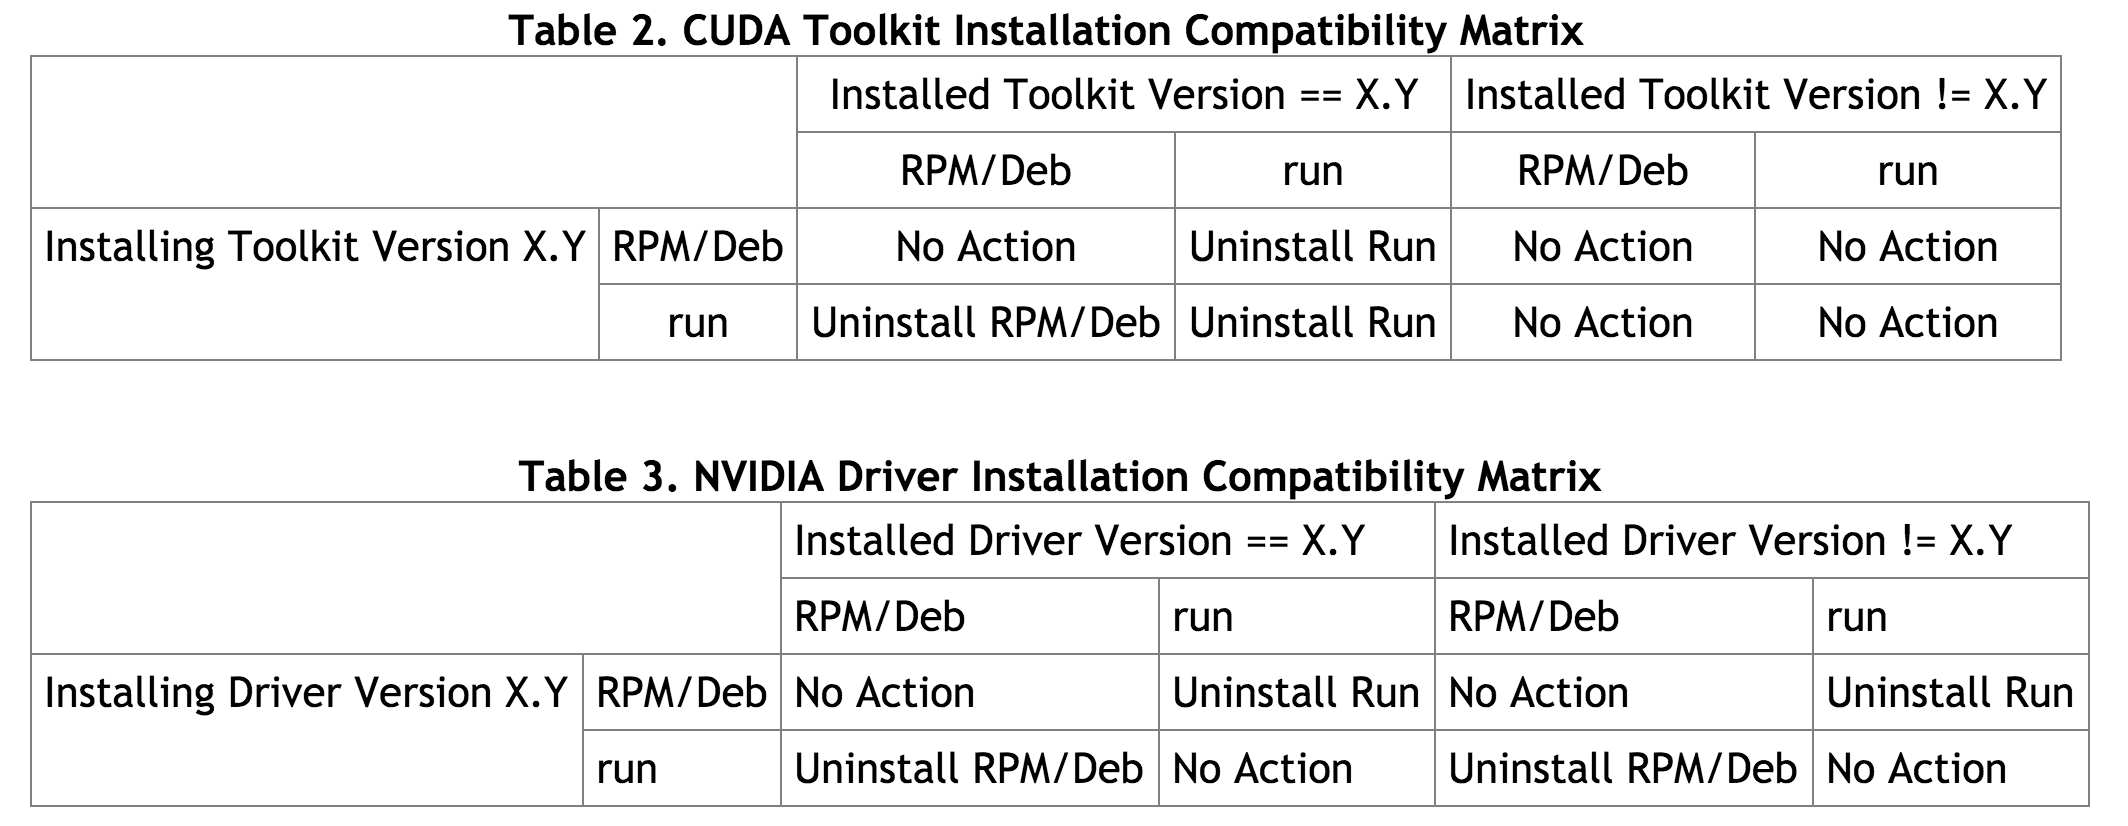 Table 2. CUDA Toolkit Installation Compatibility Matrix
Installed Toolkit Version == X.Y Installed Toolkit Version != X.Y
RPM/Deb run RPM/Deb run
Installing Toolkit Version X.Y RPM/Deb No Action Uninstall Run No Action No Action
run Uninstall RPM/Deb Uninstall Run No Action No Action
Table 3. NVIDIA Driver Installation Compatibility Matrix
Installed Driver Version == X.Y Installed Driver Version != X.Y
RPM/Deb run RPM/Deb run
Installing Driver Version X.Y RPM/Deb No Action Uninstall Run No Action Uninstall Run
run Uninstall RPM/Deb No Action Uninstall RPM/Deb No Action